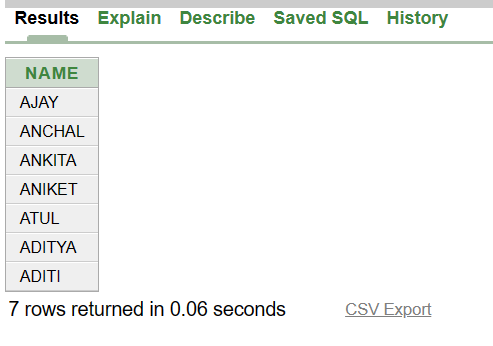 Results Explain Describe Saved SQL History
NAME
AJAY
ANCHAL
ANKITA
ANIKET
ATUL
ADITYA
ADITI
7 rows returned in 0.06 seconds CSV Export